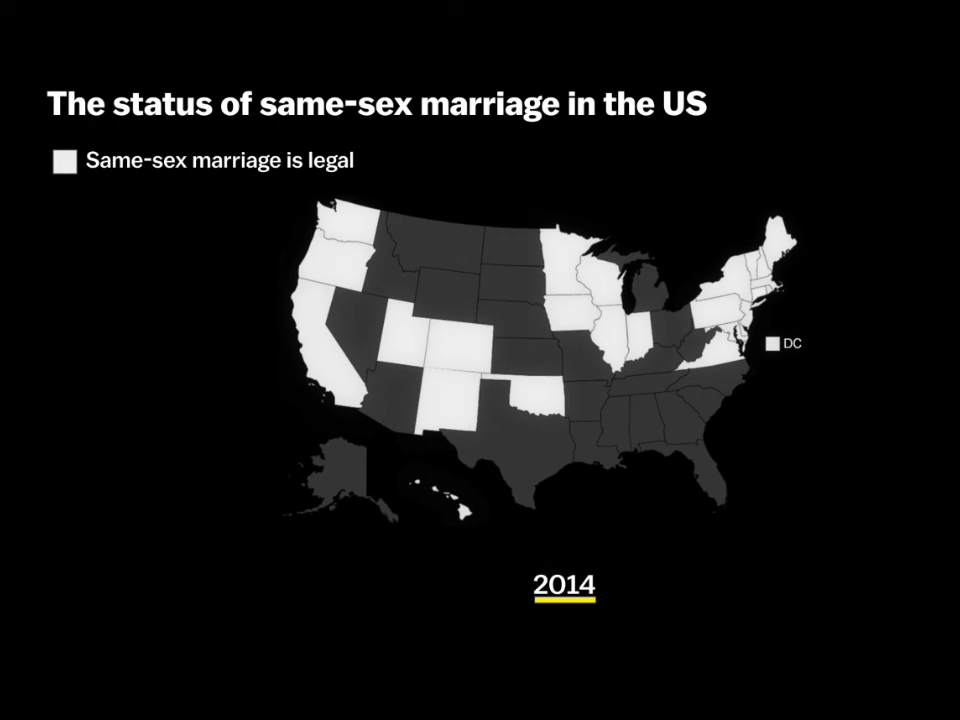 The status of same-sex marriage in the US
Same-sex marriage is legal
DC
2014